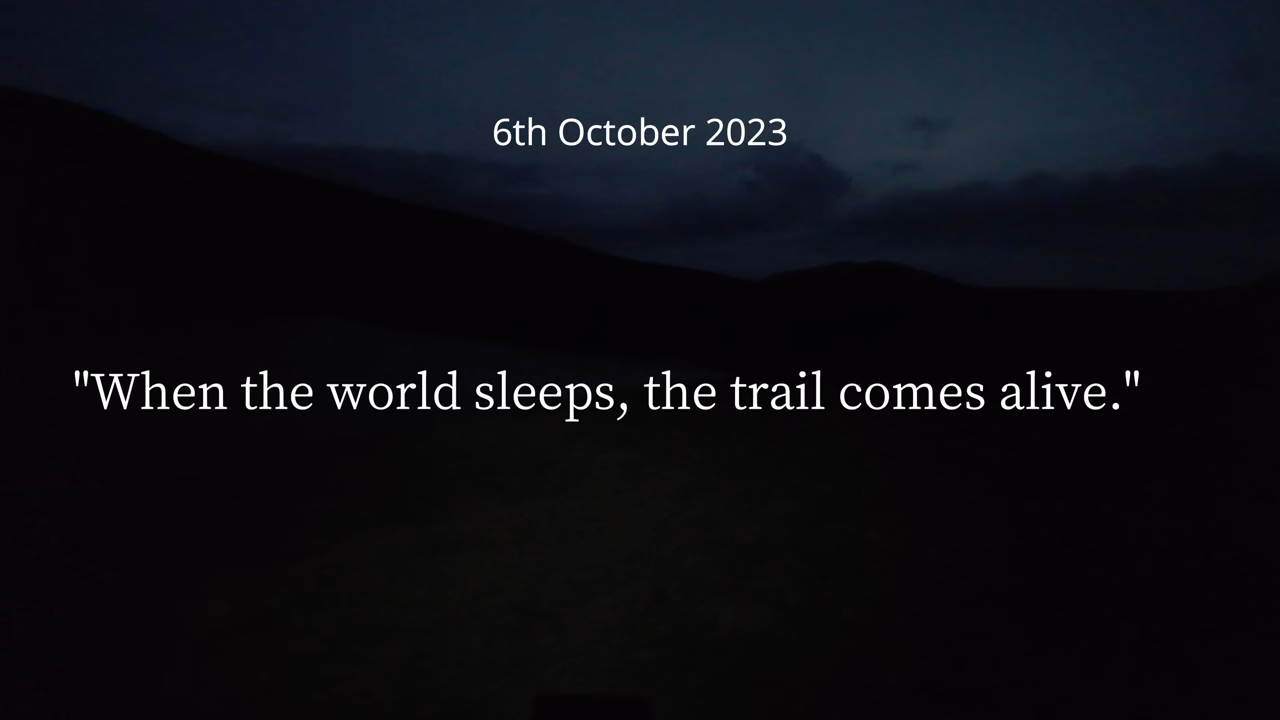 6th October 2023
"When the world sleeps, the trail comes alive."